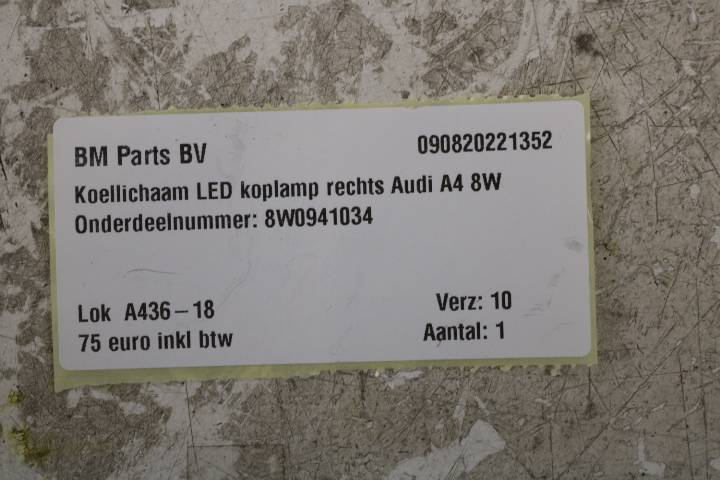 BM Parts BV 090820221352
Koellichaam LED koplamp rechts Audi A4 8W
Onderdeelnummer: 8W0941034
Lok A436-18 Verz: 10
75 euro inkl btw Aantal: 1